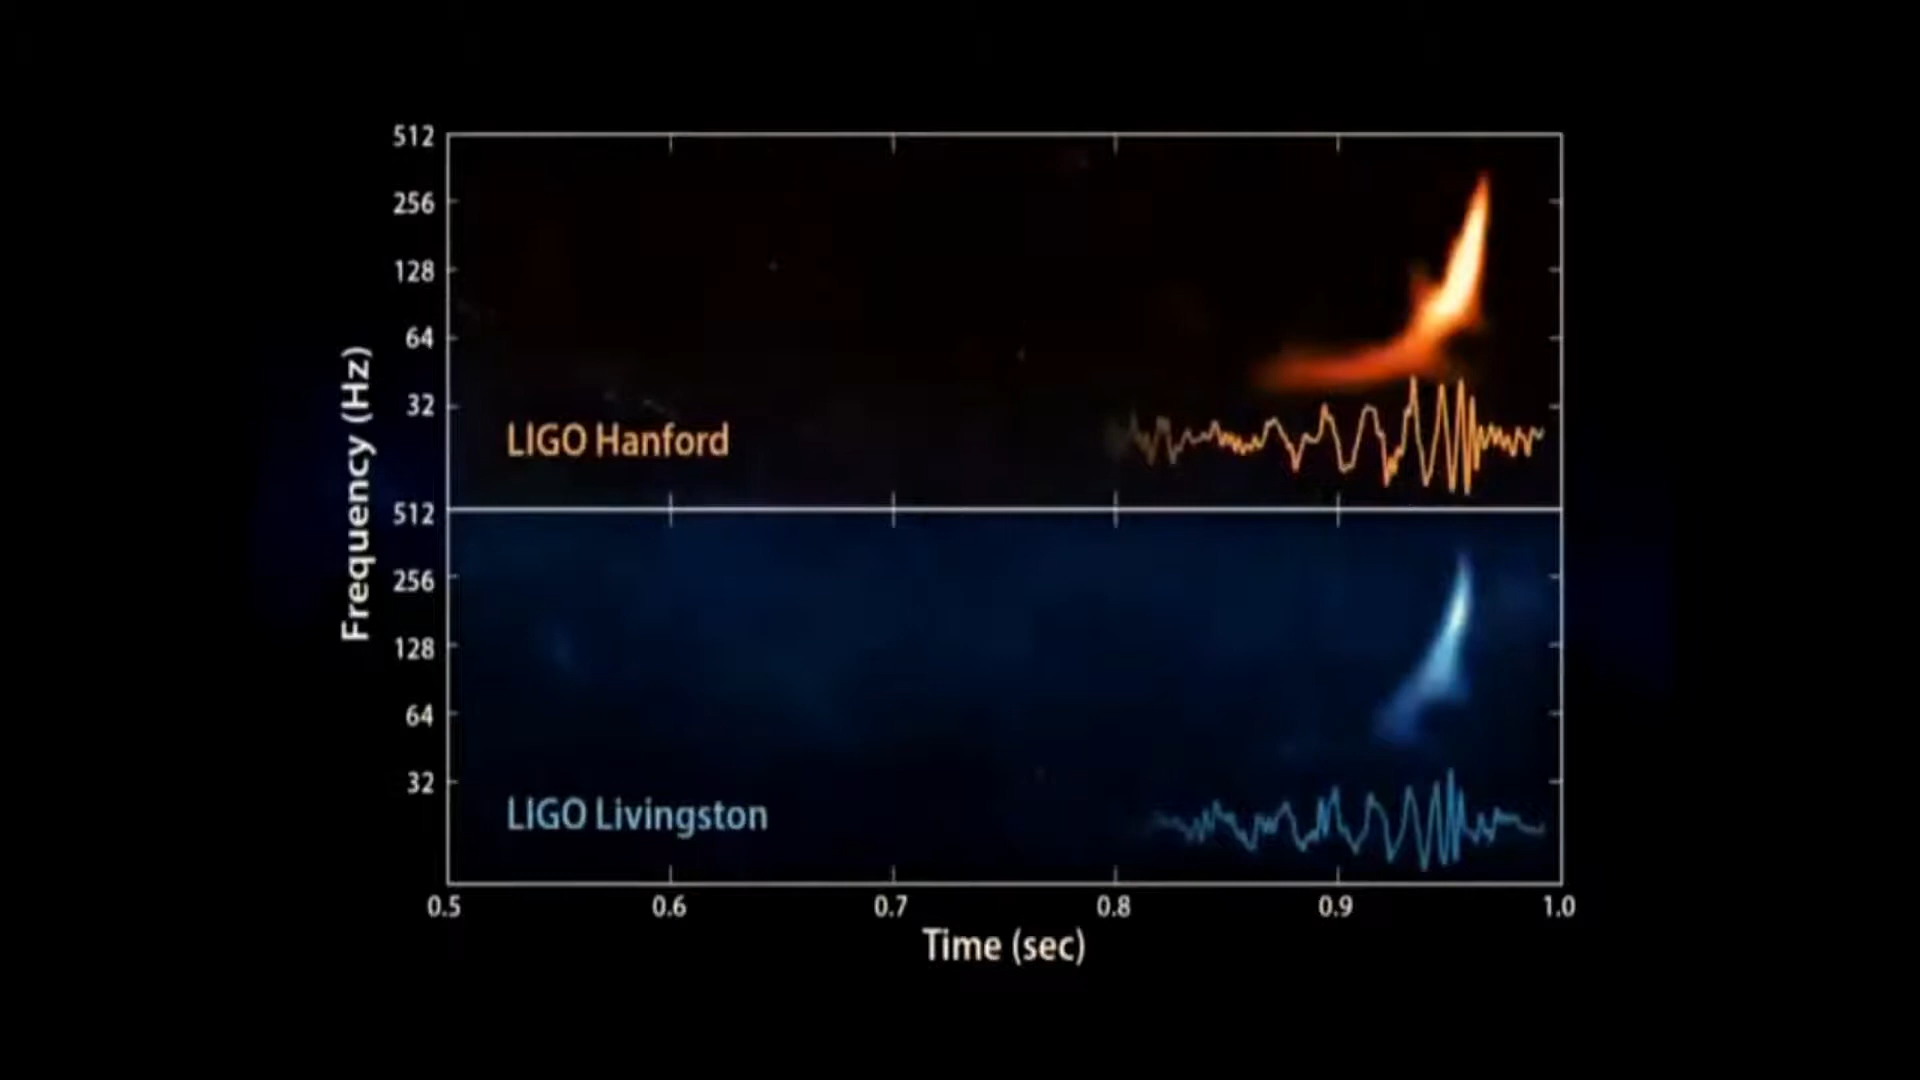 512
256
128
64
32
LIGO Hanford
Frequency (Hz)
512
256
128
64
32
LIGO Livingston
0.5 0.6 0.7 0.8 0.9 1.0
Time (sec)